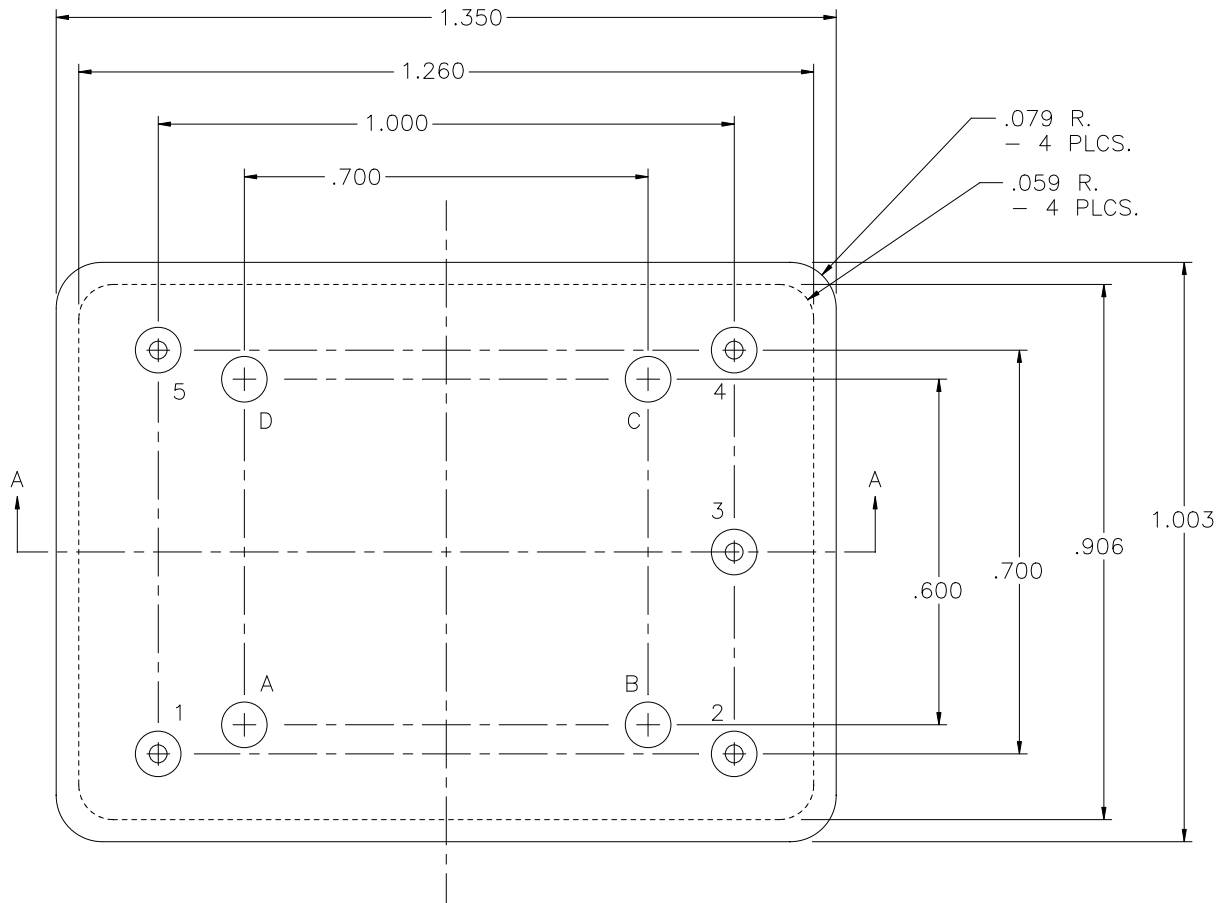 1.350
1.260
1.000
.700
.079 R.
– 4 PLCS.
.059 R.
– 4 PLCS.
5
D
C
4
A
A
3
1.003
.906
.700
.600
1
A
B
2